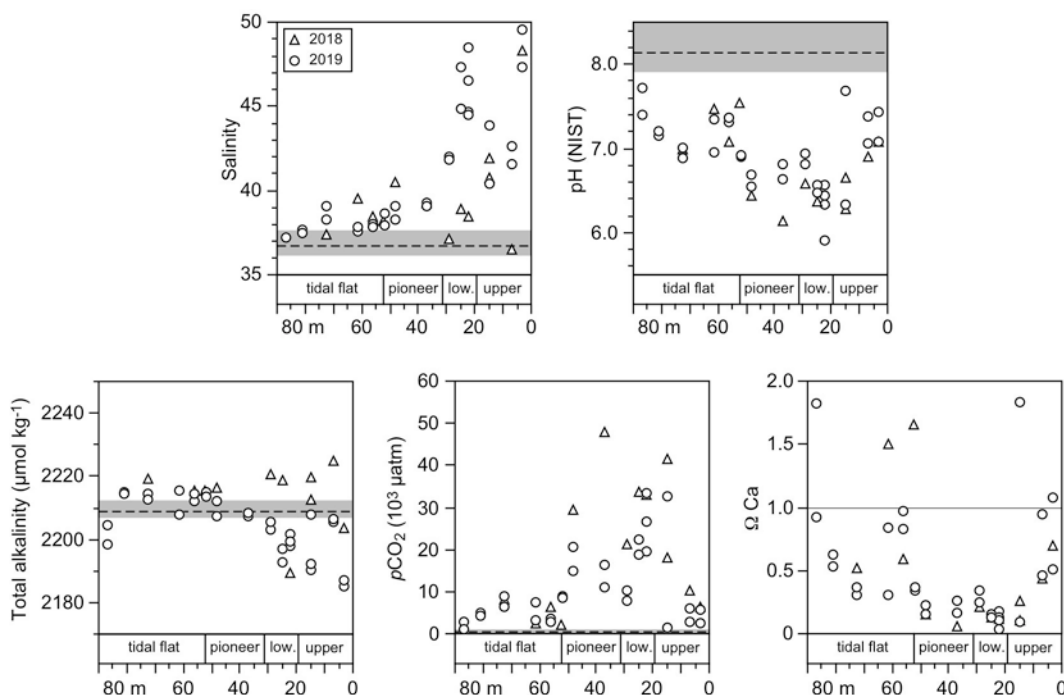 50
45
40
35
Salinity
2018
2019
tidal flat pioneer low. upper
80 m 60 40 20 0
8.0
7.0
6.0
pH (NIST)
tidal flat pioneer low. upper
80 m 60 40 20 0
2240
2220
2200
2180
Total alkalinity (µmol kg⁻¹)
tidal flat pioneer low. upper
80 m 60 40 20 0
60
50
40
30
20
10
0
pCO₂ (10³ µatm)
tidal flat pioneer low. upper
80 m 60 40 20 0
2.0
1.5
1.0
0.5
0
Ω Ca
tidal flat pioneer low. upper
80 m 60 40 20 0